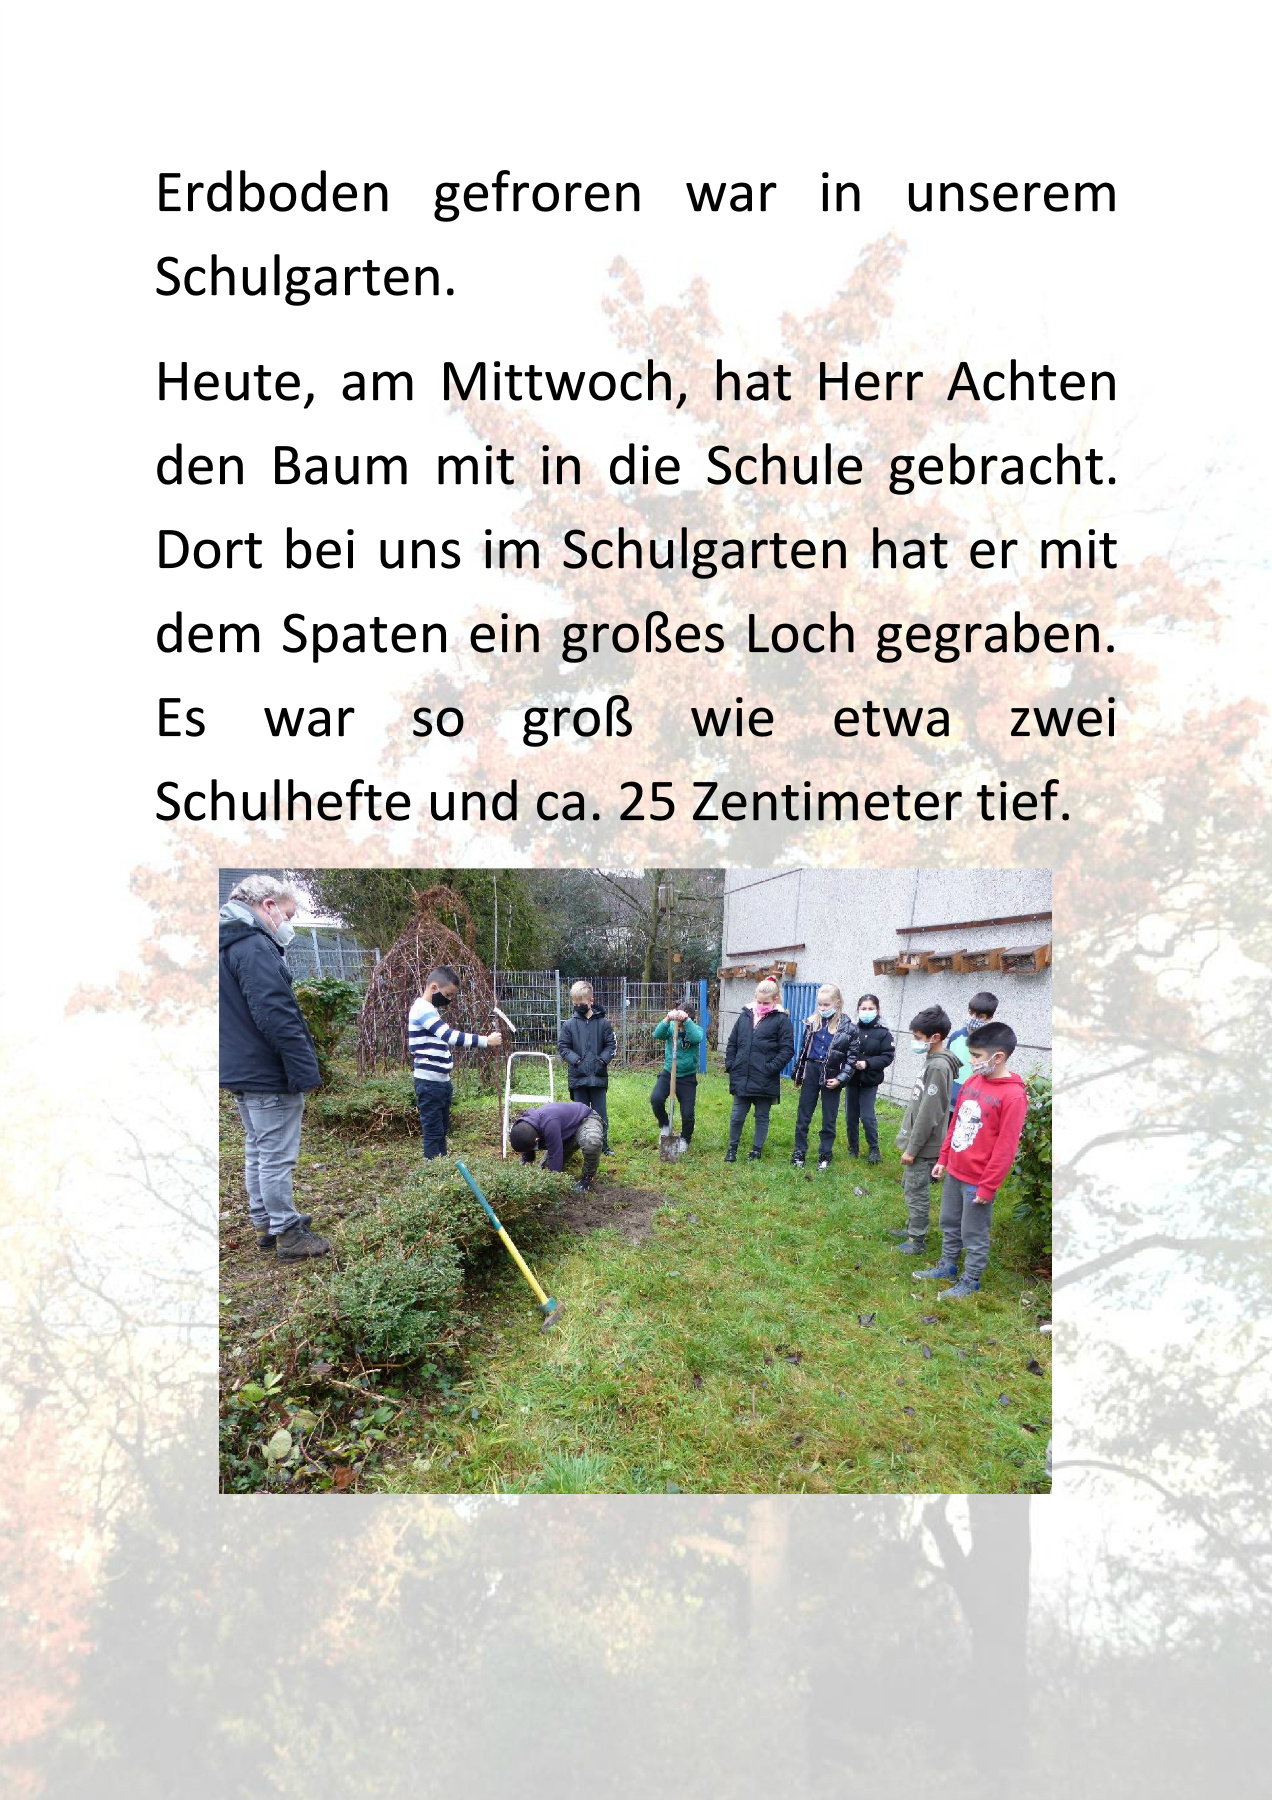 Erdboden gefroren war in unserem
Schulgarten.
Heute, am Mittwoch, hat Herr Achten
den Baum mit in die Schule gebracht.
Dort bei uns im Schulgarten hat er mit
dem Spaten ein großes Loch gegraben.
Es war so groß wie etwa zwei
Schulhefte und ca. 25 Zentimeter tief.